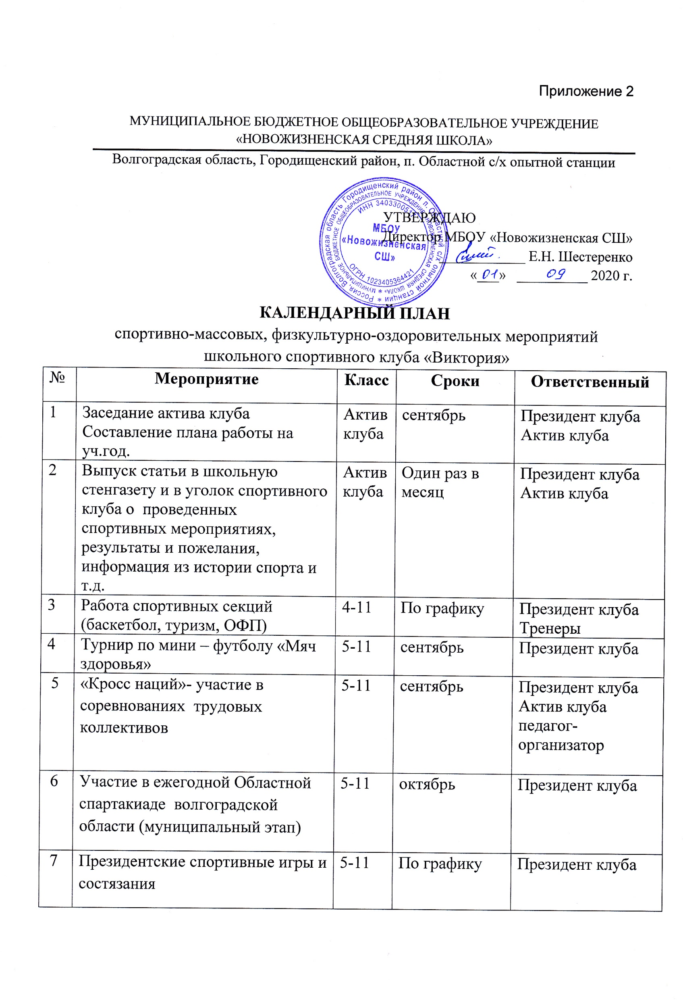 Приложение 2
МУНИЦИПАЛЬНОЕ БЮДЖЕТНОЕ ОБЩЕОБРАЗОВАТЕЛЬНОЕ УЧРЕЖДЕНИЕ
«НОВОЖИЗНЕНСКАЯ СРЕДНЯЯ ШКОЛА»
Волгоградская область, Городищенский район, п. Областной с/х опытной станции
УТВЕРЖДАЮ
Директор МБОУ «Новожизненская СШ»
Е.Н. Шестеренко
«01» 09 2020 г.
Россия, Волгоградская область Городищенский район п. Областной с/х опытной станции *
МУНИЦИПАЛЬНОЕ БЮДЖЕТНОЕ ОБЩЕОБРАЗОВАТЕЛЬНОЕ УЧРЕЖДЕНИЕ «НОВОЖИЗНЕНСКАЯ СРЕДНЯЯ ШКОЛА» *
ИНН
МБОУ
«Новожизненская
СШ»
ОГРН 1023405364421
КАЛЕНДАРНЫЙ ПЛАН
спортивно-массовых, физкультурно-оздоровительных мероприятий
школьного спортивного клуба «Виктория»
№ Мероприятие Класс Сроки Ответственный
1 Заседание актива клуба Актив сентябрь Президент клуба
Составление плана работы на клуба Актив клуба
уч.год.
2 Выпуск статьи в школьную Актив Один раз в Президент клуба
стенгазету и в уголок спортивного клуба месяц Актив клуба
клуба о проведенных
спортивных мероприятиях,
результаты и пожелания,
информация из истории спорта и
т.д.
3 Работа спортивных секций 4-11 По графику Президент клуба
(баскетбол, туризм, ОФП) Тренеры
4 Турнир по мини – футболу «Мяч 5-11 сентябрь Президент клуба
здоровья»
5 «Кросс наций»- участие в 5-11 сентябрь Президент клуба
соревнованиях трудовых Актив клуба
коллективов педагог-
организатор
6 Участие в ежегодной Областной 5-11 октябрь Президент клуба
спартакиаде волгоградской
области (муниципальный этап)
7 Президентские спортивные игры и 5-11 По графику Президент клуба
состязания